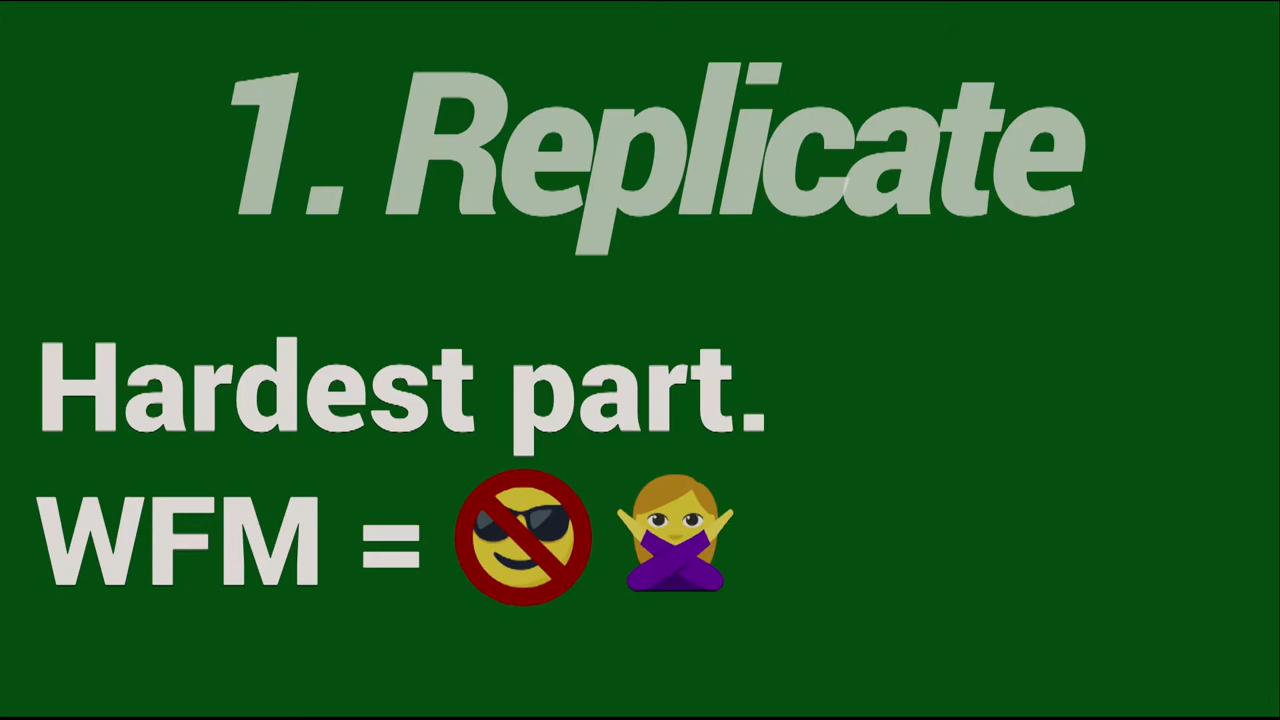 1. Replicate
Hardest part.
WFM =